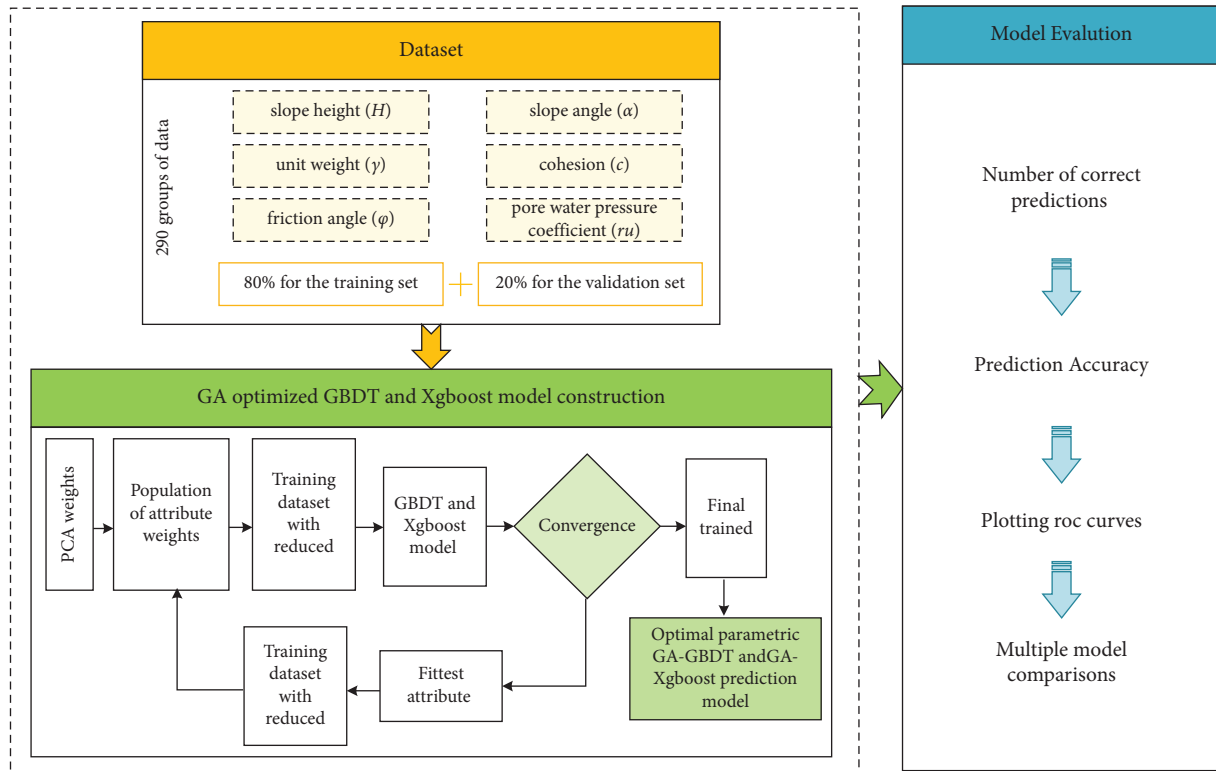 Dataset
290 groups of data
slope height (H)
slope angle (α)
unit weight (γ)
cohesion (c)
friction angle (φ)
pore water pressure
coefficient (ru)
80% for the training set
20% for the validation set
GA optimized GBDT and Xgboost model construction
PCA weights
Population
of attribute
weights
Training
dataset
with
reduced
GBDT and
Xgboost
model
Convergence
Final
trained
Optimal parametric
GA-GBDT andGA-
Xgboost prediction
model
Fittest
attribute
Training
dataset
with
reduced
Model Evalution
Number of correct
predictions
Prediction Accuracy
Plotting roc curves
Multiple model
comparisons